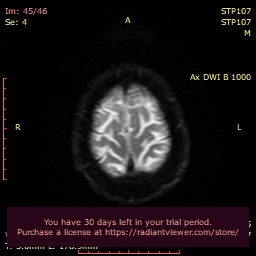 Im: 45/46
Se: 4
A
STP107
STP107
M
Ax DWI B 1000
R
L
You have 30 days left in your trial period.
Purchase a license at https://radiantviewer.com/store/